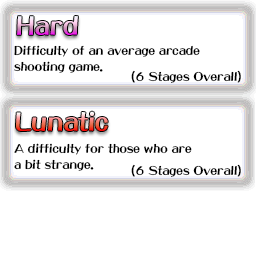 Hard
Difficulty of an average arcade
shooting game.
(6 Stages Overall)
Lunatic
A difficulty for those who are
a bit strange.
(6 Stages Overall)